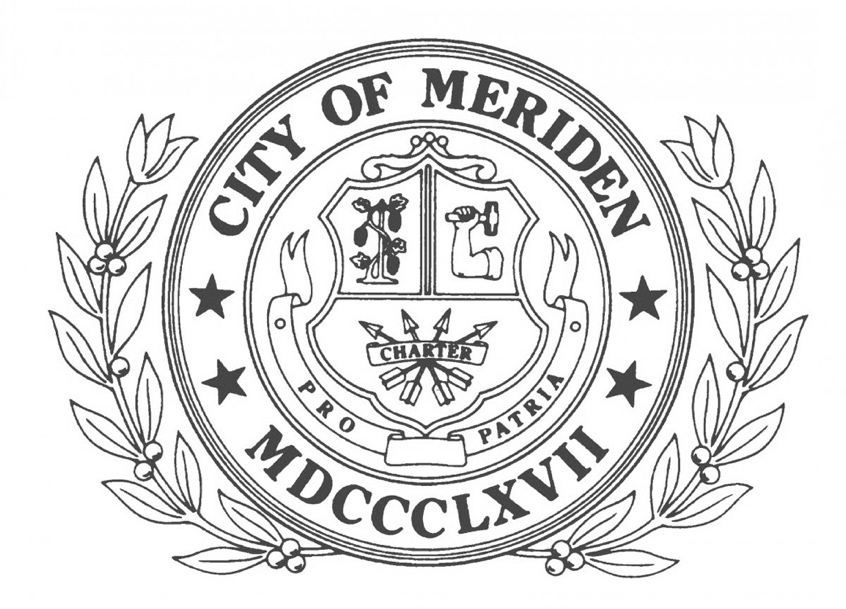 CITY OF MERIDEN
CHARTER
PRO PATRIA
MDCCCLXVII